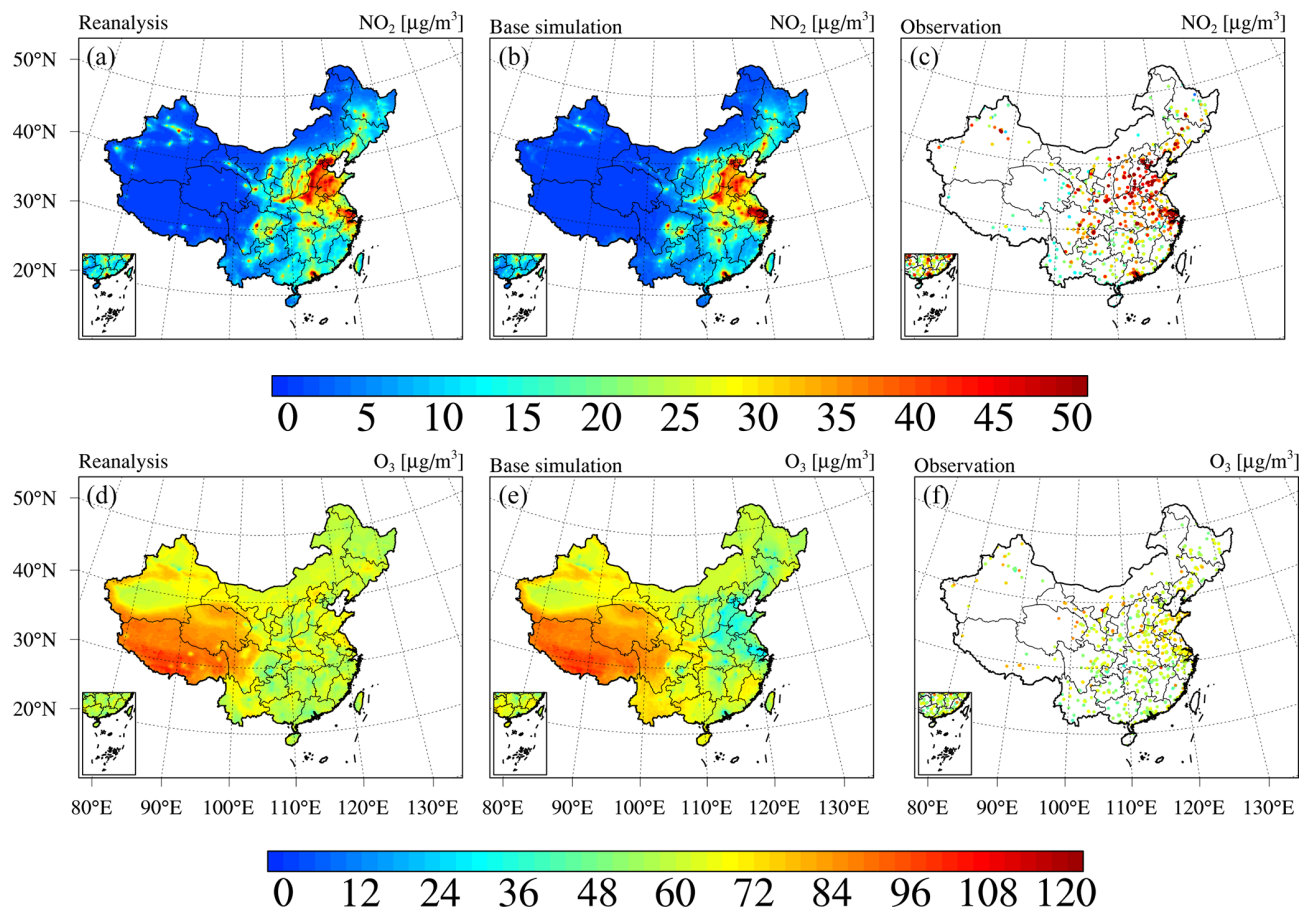 Reanalysis NO₂ [µg/m³] Base simulation NO₂ [µg/m³] Observation NO₂ [µg/m³]
(a) (b) (c)
50°N
40°N
30°N
20°N
0 5 10 15 20 25 30 35 40 45 50
Reanalysis O₃ [µg/m³] Base simulation O₃ [µg/m³] Observation O₃ [µg/m³]
(d) (e) (f)
50°N
40°N
30°N
20°N
80°E 90°E 100°E 110°E 120°E 130°E 80°E 90°E 100°E 110°E 120°E 130°E 80°E 90°E 100°E 110°E 120°E 130°E
0 12 24 36 48 60 72 84 96 108 120